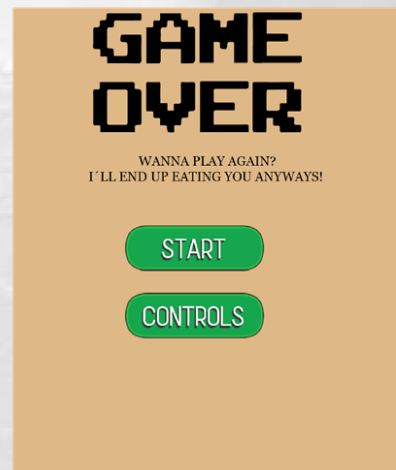 GAME
OVER
WANNA PLAY AGAIN?
I´LL END UP EATING YOU ANYWAYS!
START
CONTROLS